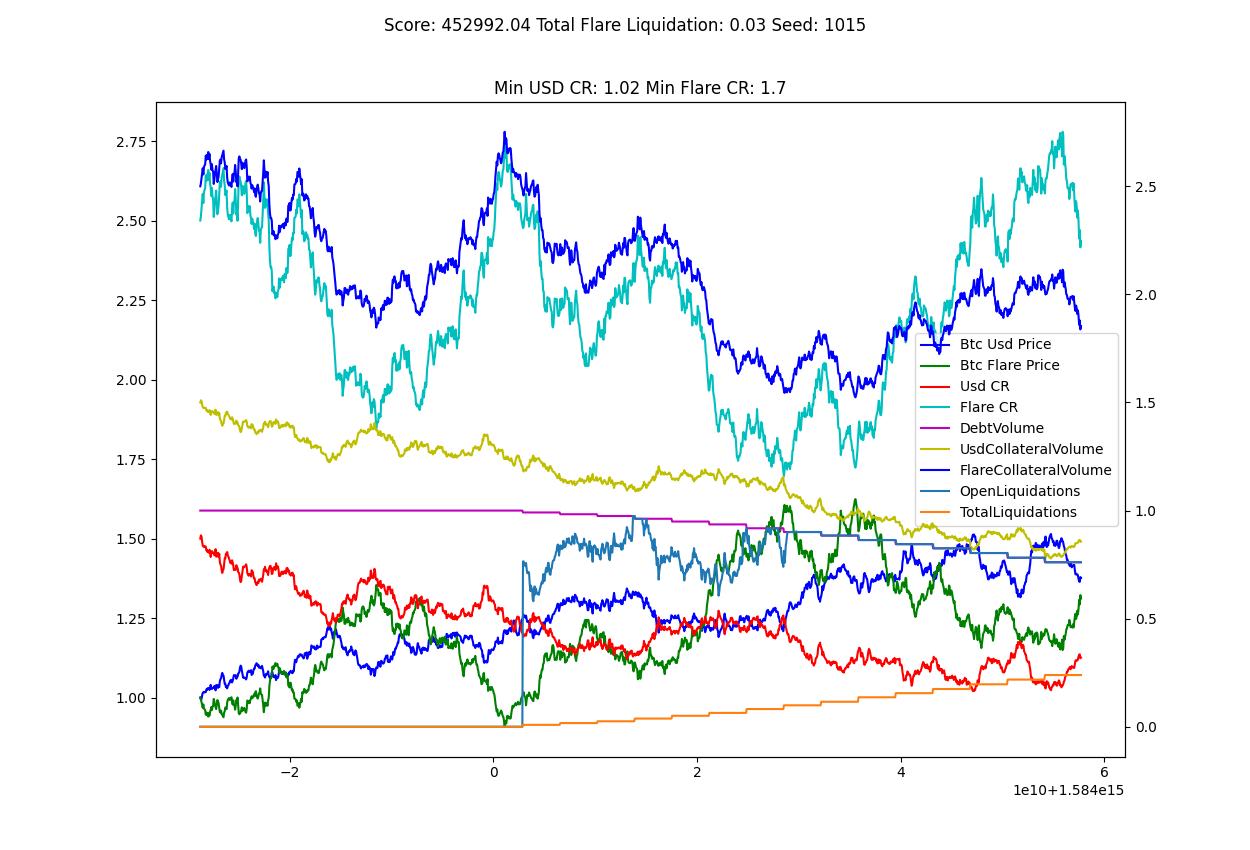 Score: 452992.04 Total Flare Liquidation: 0.03 Seed: 1015
Min USD CR: 1.02 Min Flare CR: 1.7
2.75
2.50
2.25
2.00
1.75
1.50
1.25
1.00
2.5
2.0
1.5
1.0
0.5
0.0
Btc Usd Price
Btc Flare Price
Usd CR
Flare CR
DebtVolume
UsdCollateralVolume
FlareCollateralVolume
OpenLiquidations
TotalLiquidations
−2 0 2 4 6
1e10+1.584e15